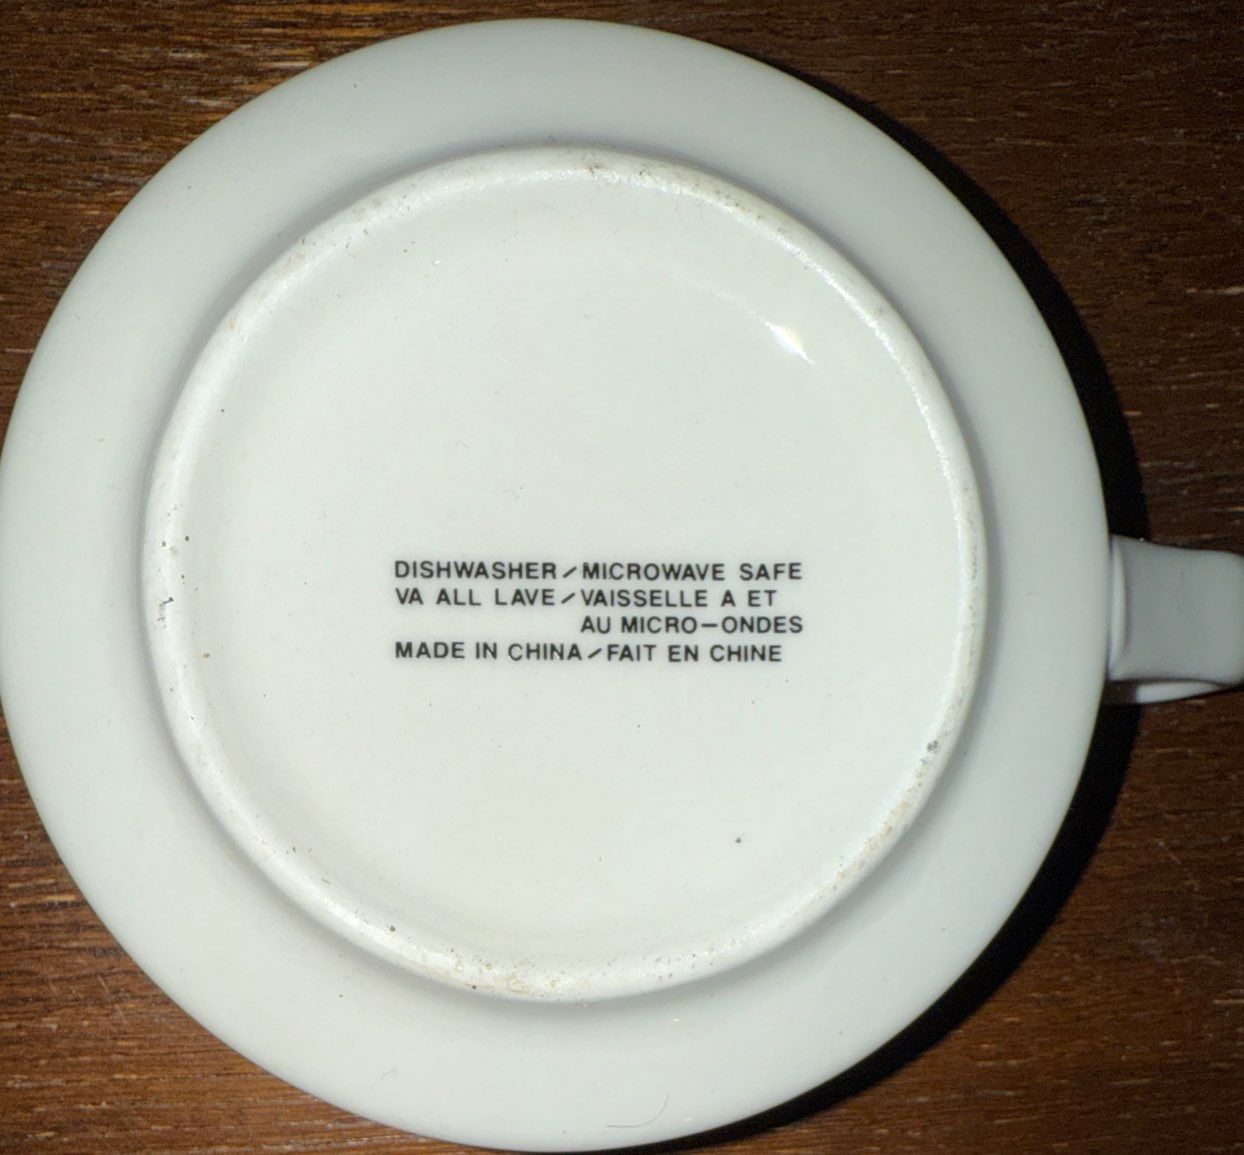 DISHWASHER/MICROWAVE SAFE
VA ALL LAVE/VAISSELLE A ET
AU MICRO-ONDES
MADE IN CHINA/FAIT EN CHINE